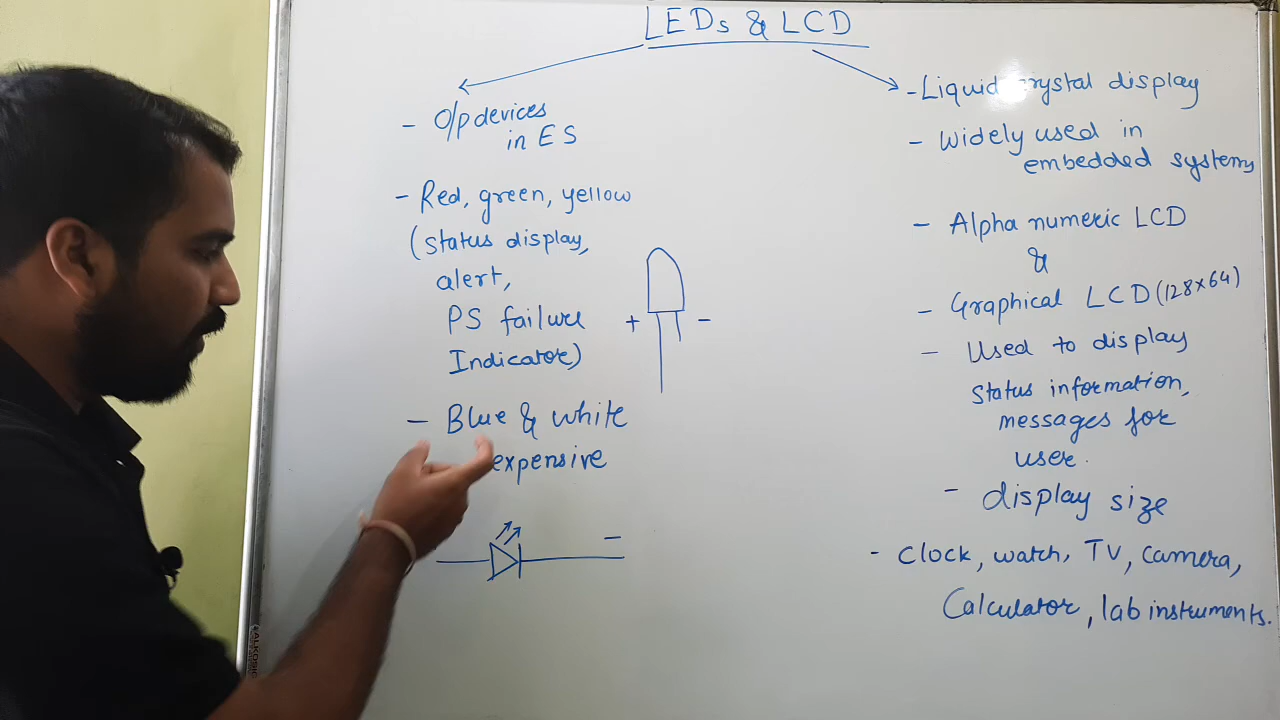 LEDs & LCD
- O/p devices
in ES
- Red, green, yellow
(status display,
alert,
PS failure
Indicator)
+ -
- Blue & white
expensive
-
- Liquid crystal display
- Widely used in
embedded systems
- Alpha numeric LCD
&
- Graphical LCD (128x64)
- Used to display
status information,
messages for
user.
- display size
- clock, watch, TV, camera,
Calculator, lab instruments.